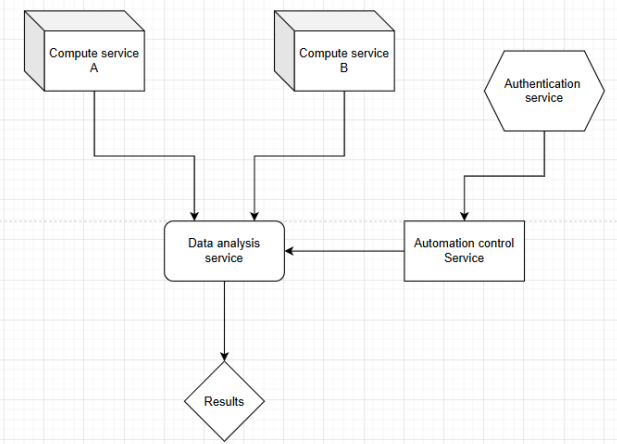 Compute service
A
Compute service
B
Authentication
service
Data analysis
service
Automation control
Service
Results